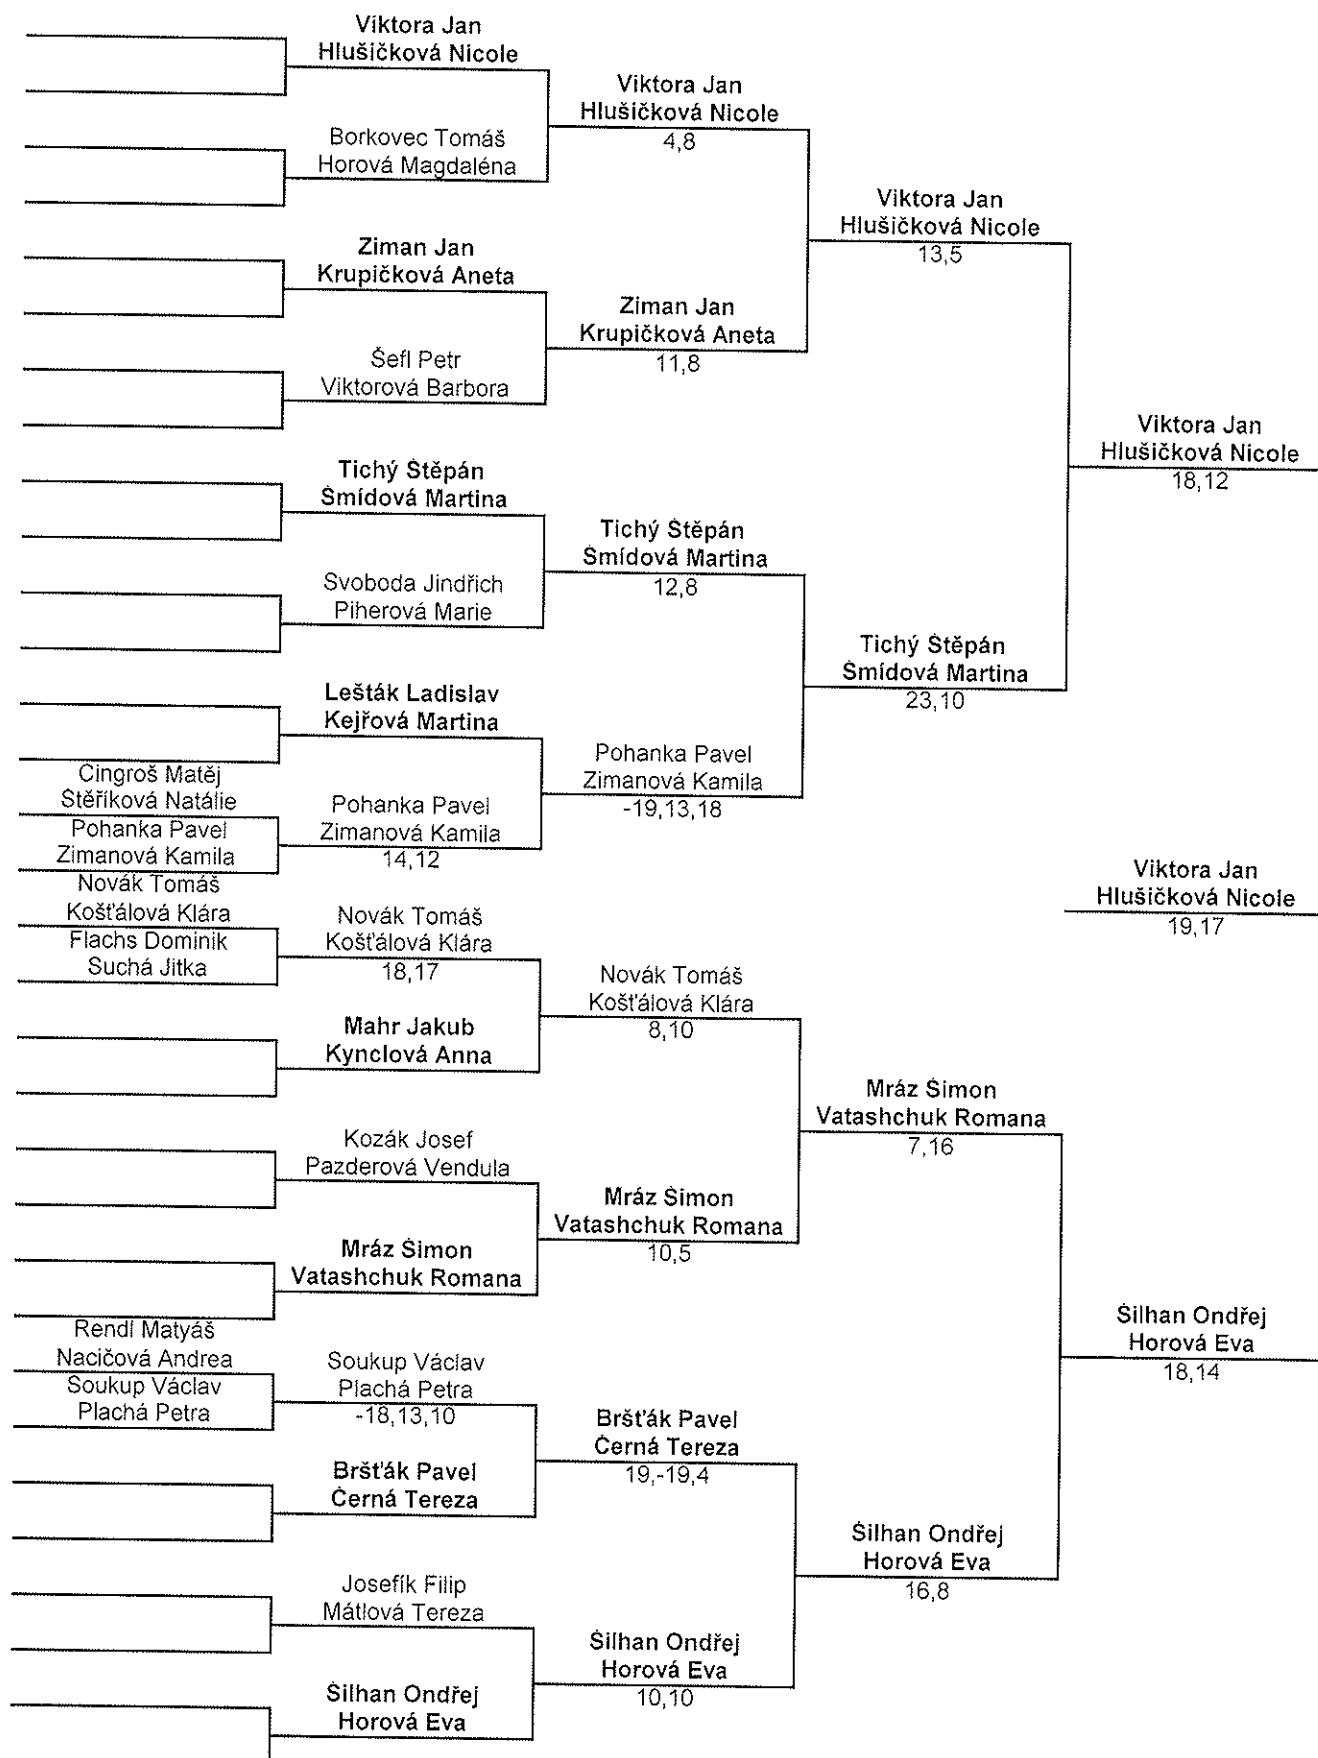 Viktora Jan
Hlušičková Nicole
Borkovec Tomáš
Horová Magdaléna
Ziman Jan
Krupičková Aneta
Šefl Petr
Viktorová Barbora
Tichý Štěpán
Šmídová Martina
Svoboda Jindřich
Piherová Marie
Lešták Ladislav
Kejřová Martina
Cingroš Matěj
Stěříková Natálie
Pohanka Pavel
Zimanová Kamila
Pohanka Pavel
Zimanová Kamila
14,12
Novák Tomáš
Košťálová Klára
Flachs Dominik
Suchá Jitka
Novák Tomáš
Košťálová Klára
18,17
Mahr Jakub
Kynclová Anna
Kozák Josef
Pazderová Vendula
Mráz Šimon
Vatashchuk Romana
Rendl Matyáš
Nacičová Andrea
Soukup Václav
Plachá Petra
Soukup Václav
Plachá Petra
-18,13,10
Bršťák Pavel
Černá Tereza
Josefík Filip
Mátlová Tereza
Šilhan Ondřej
Horová Eva
Viktora Jan
Hlušičková Nicole
4,8
Ziman Jan
Krupičková Aneta
11,8
Tichý Štěpán
Šmídová Martina
12,8
Pohanka Pavel
Zimanová Kamila
-19,13,18
Novák Tomáš
Košťálová Klára
8,10
Mráz Šimon
Vatashchuk Romana
10,5
Bršťák Pavel
Černá Tereza
19,-19,4
Šilhan Ondřej
Horová Eva
10,10
Viktora Jan
Hlušičková Nicole
13,5
Tichý Štěpán
Šmídová Martina
23,10
Mráz Šimon
Vatashchuk Romana
7,16
Šilhan Ondřej
Horová Eva
16,8
Viktora Jan
Hlušičková Nicole
18,12
Šilhan Ondřej
Horová Eva
18,14
Viktora Jan
Hlušičková Nicole
19,17